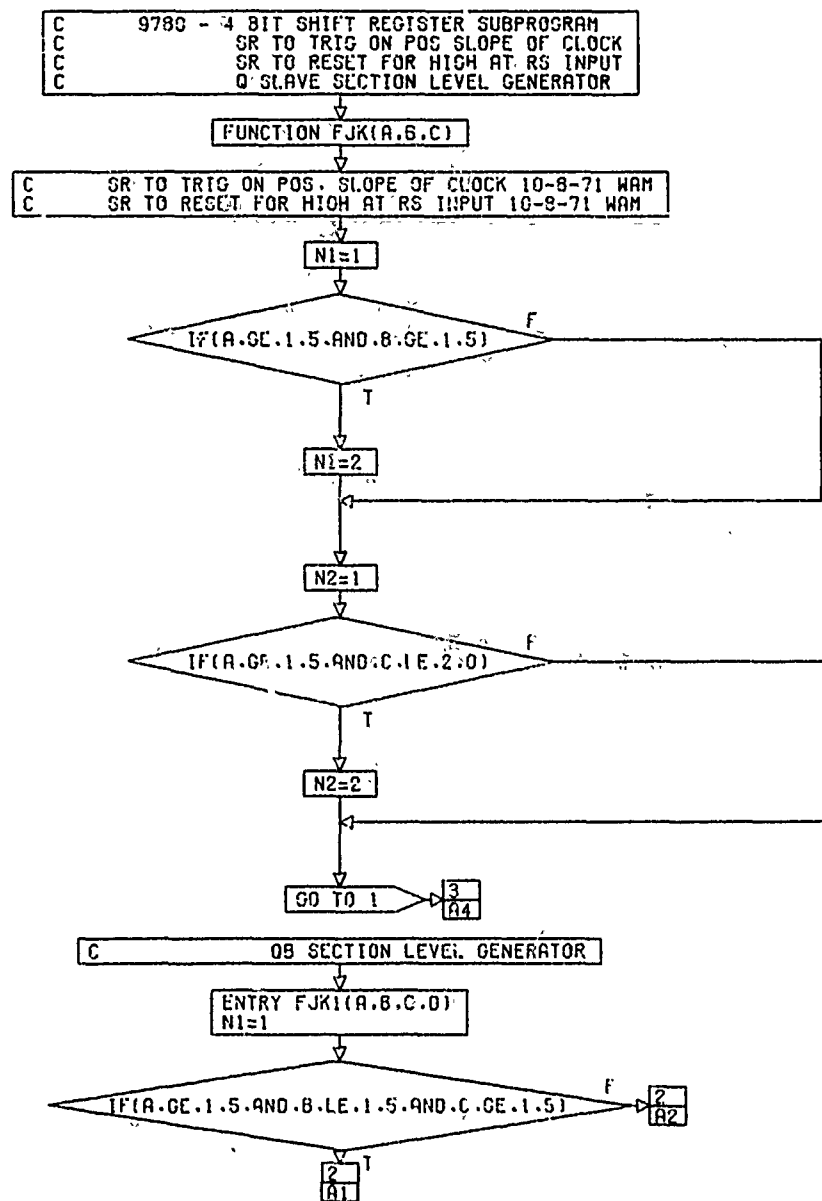 C 9780 - 4 BIT SHIFT REGISTER SUBPROGRAM
C SR TO TRIG ON POS SLOPE OF CLOCK
C SR TO RESET FOR HIGH AT RS INPUT
C Q SLAVE SECTION LEVEL GENERATOR
FUNCTION FJK(A.B.C)
C SR TO TRIG ON POS. SLOPE OF CLOCK 10-8-71 WAM
C SR TO RESET FOR HIGH AT RS INPUT 10-8-71 WAM
N1=1
IF(A.GE.1.5.AND.B.GE.1.5)
F
T
N1=2
N2=1
IF(A.GE.1.5.AND.C.LE.2.0)
F
T
N2=2
GO TO 1
3
A4
C QB SECTION LEVEL GENERATOR
ENTRY FJK1(A.B.C.D)
N1=1
IF(A.GE.1.5.AND.B.LE.1.5.AND.C.GE.1.5)
F
2
A2
T
2
A1